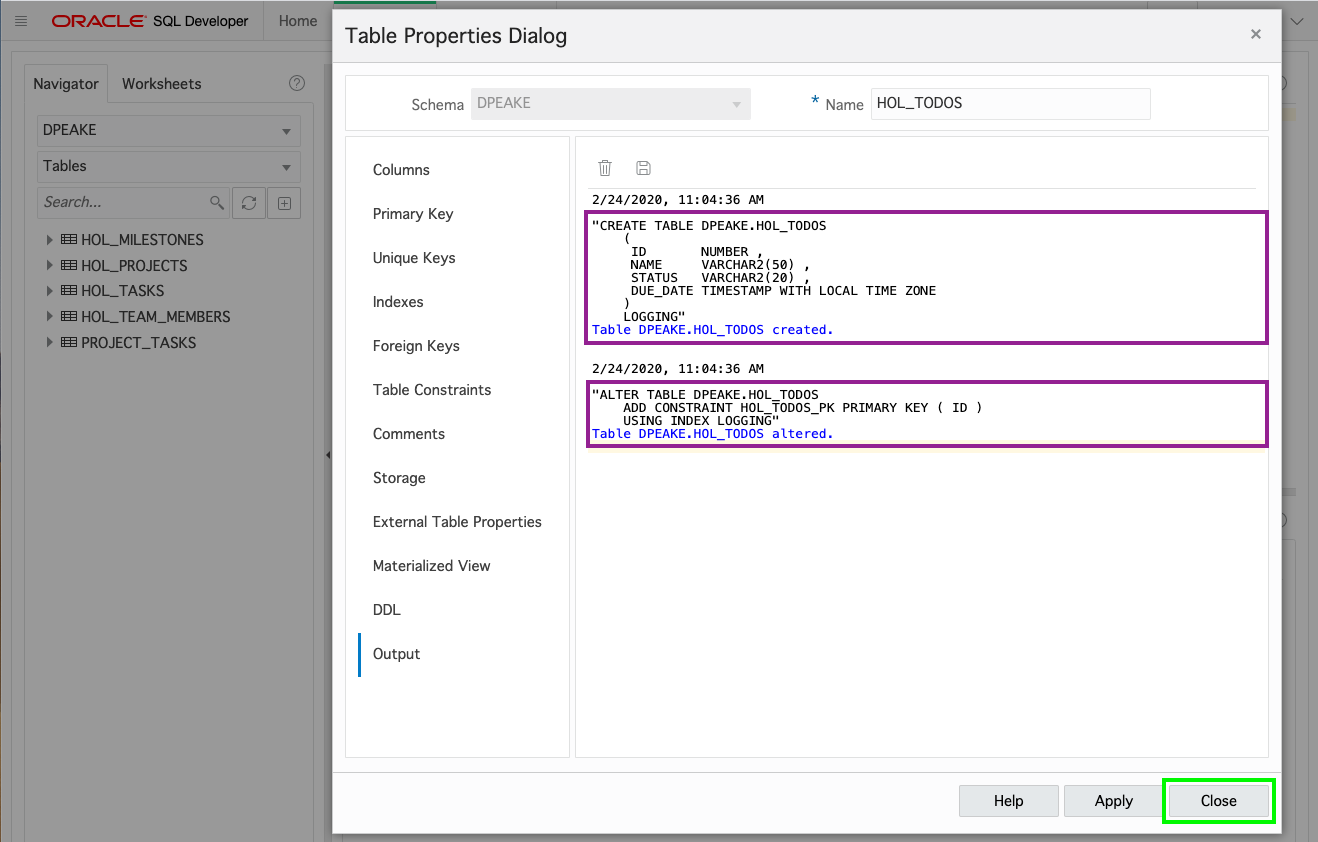 ORACLE SQL Developer
Home
Table Properties Dialog
Navigator
Worksheets
DPEAKE
Tables
Search...
HOL_MILESTONES
HOL_PROJECTS
HOL_TASKS
HOL_TEAM_MEMBERS
PROJECT_TASKS
Schema DPEAKE
* Name HOL_TODOS
Columns
Primary Key
Unique Keys
Indexes
Foreign Keys
Table Constraints
Comments
Storage
External Table Properties
Materialized View
DDL
Output
2/24/2020, 11:04:36 AM
"CREATE TABLE DPEAKE.HOL_TODOS
(
ID NUMBER ,
NAME VARCHAR2(50) ,
STATUS VARCHAR2(20) ,
DUE_DATE TIMESTAMP WITH LOCAL TIME ZONE
)
LOGGING"
Table DPEAKE.HOL_TODOS created.
2/24/2020, 11:04:36 AM
"ALTER TABLE DPEAKE.HOL_TODOS
ADD CONSTRAINT HOL_TODOS_PK PRIMARY KEY ( ID )
USING INDEX LOGGING"
Table DPEAKE.HOL_TODOS altered.
Help
Apply
Close